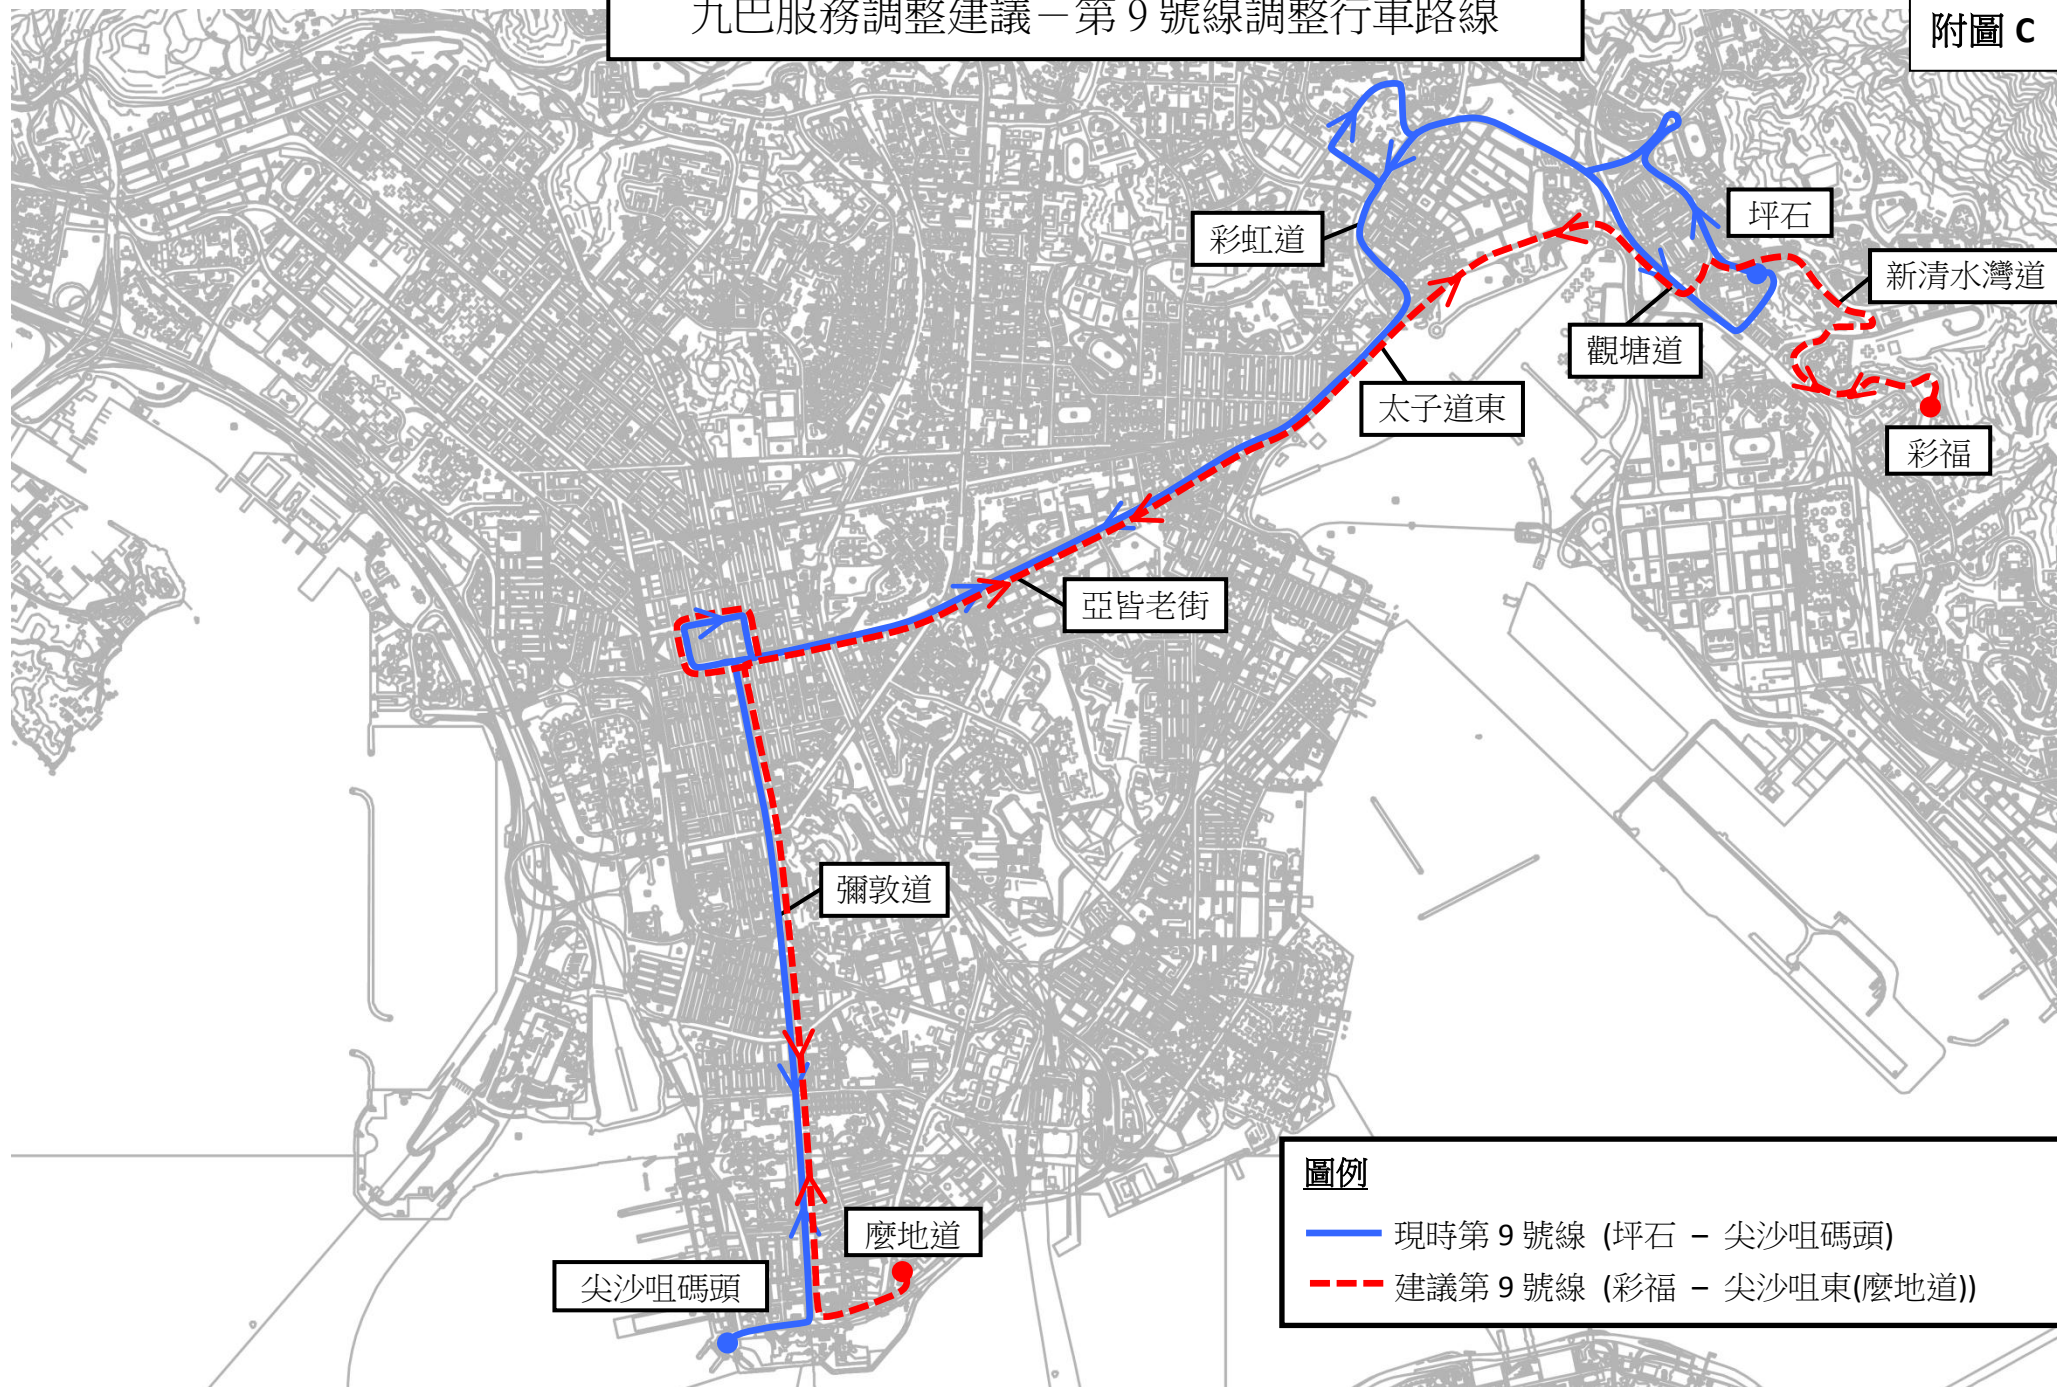 九巴服務調整建議－第 9 號線調整行車路線
附圖 C
坪石
彩虹道
新清水灣道
觀塘道
太子道東
彩福
亞皆老街
彌敦道
麼地道
尖沙咀碼頭
圖例
現時第 9 號線 (坪石 – 尖沙咀碼頭)
建議第 9 號線 (彩福 – 尖沙咀東(麼地道))